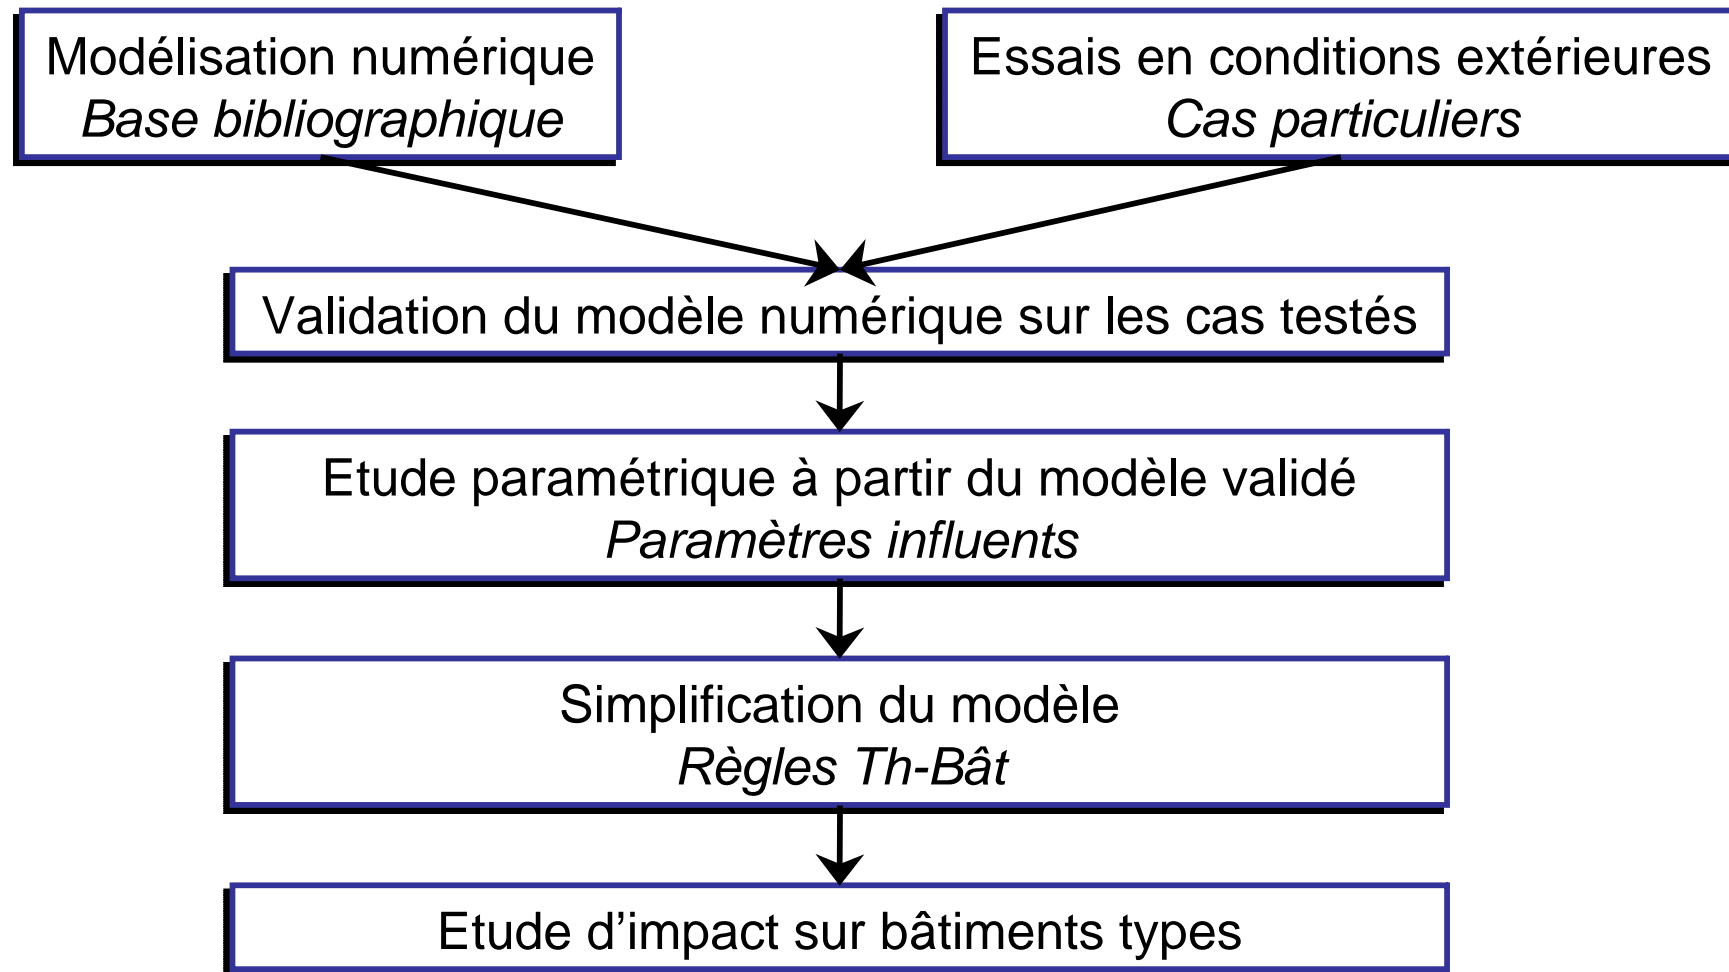 Modélisation numérique
Base bibliographique
Essais en conditions extérieures
Cas particuliers
Validation du modèle numérique sur les cas testés
Etude paramétrique à partir du modèle validé
Paramètres influents
Simplification du modèle
Règles Th-Bât
Etude d'impact sur bâtiments types